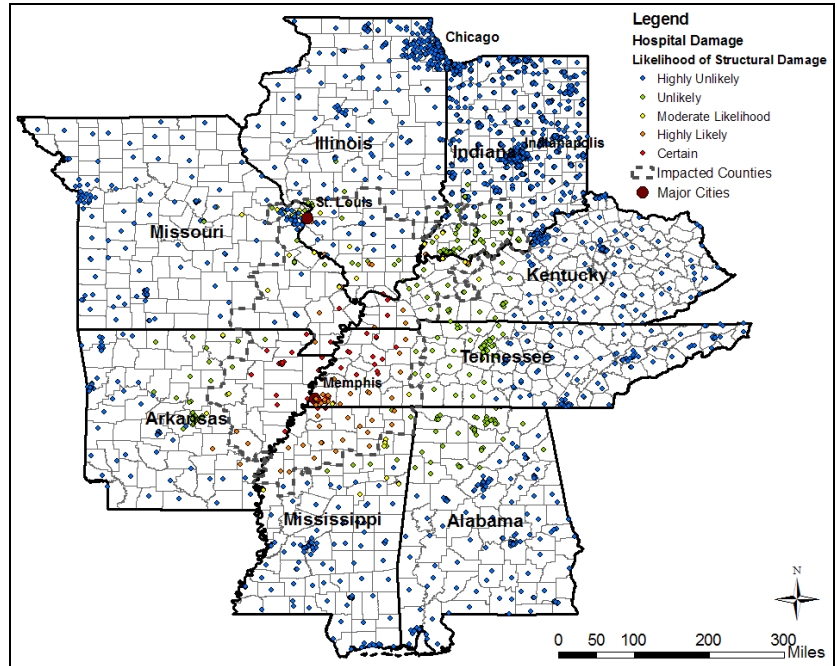 Legend
Hospital Damage
Likelihood of Structural Damage
Highly Unlikely
Unlikely
Moderate Likelihood
Highly Likely
Certain
Impacted Counties
Major Cities
Chicago
Illinois
Indianapolis
Indiana
St. Louis
Missouri
Kentucky
Tennessee
Memphis
Arkansas
Mississippi
Alabama
N
0 50 100 200 300
Miles